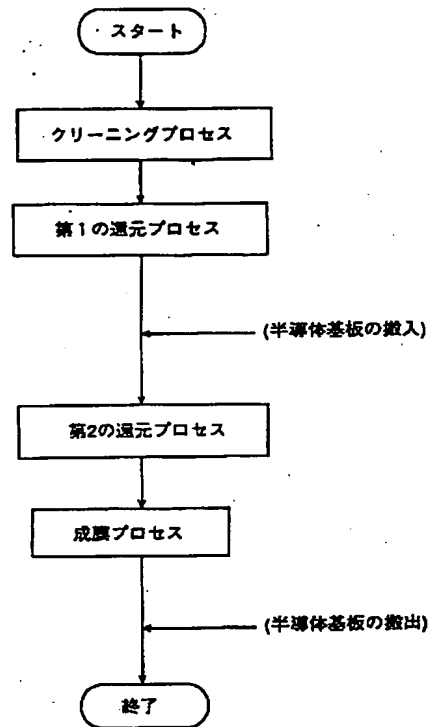 スタート
クリーニングプロセス
第1の還元プロセス
(半導体基板の搬入)
第2の還元プロセス
成膜プロセス
(半導体基板の搬出)
終了